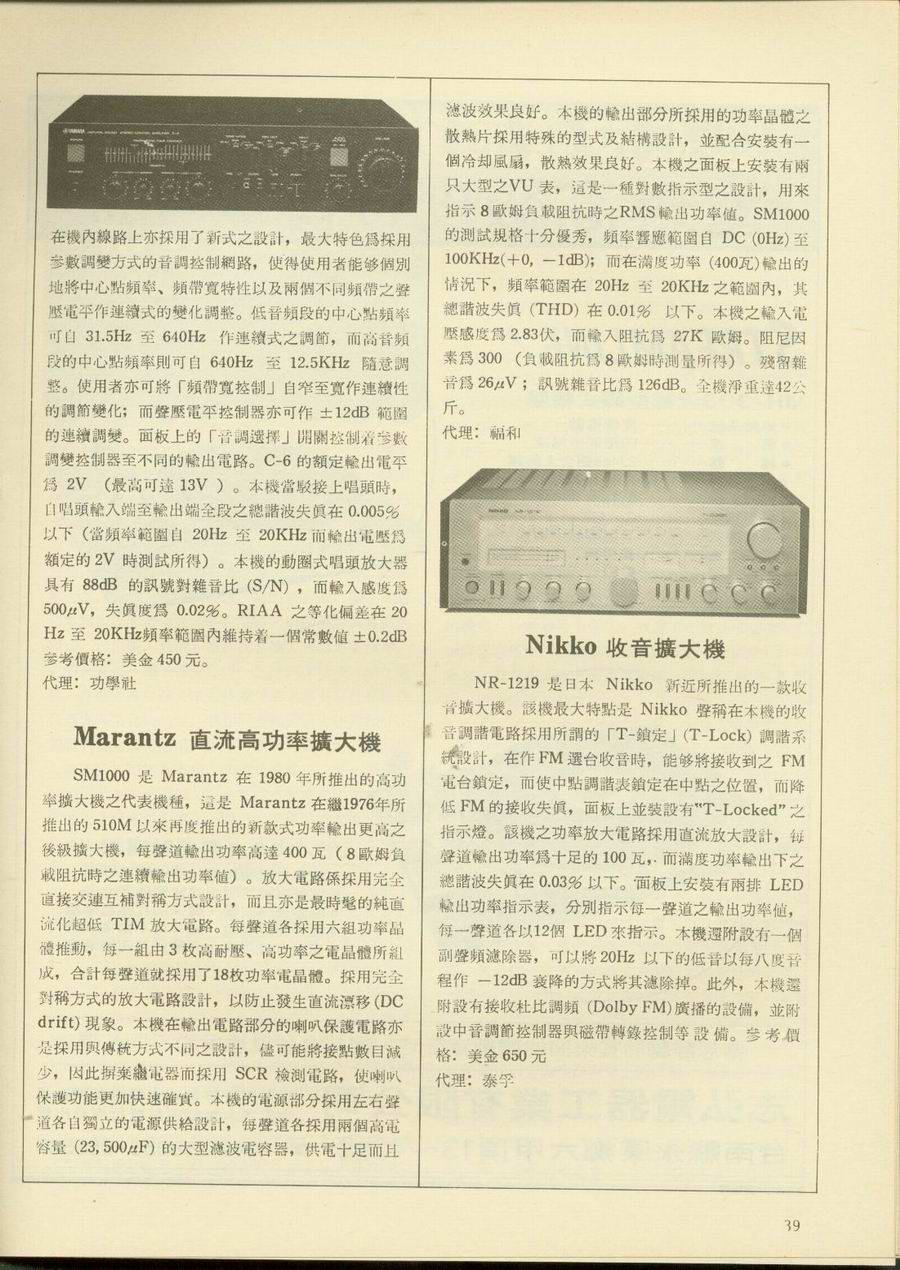 YAMAHA
在機內線路上亦採用了新式之設計，最大特色爲採用
參數調變方式的音調控制網路，使得使用者能够個別
地將中心點頻率、頻帶寬特性以及兩個不同頻帶之聲
壓電平作連續式的變化調整。低音頻段的中心點頻率
可自 31.5Hz 至 640Hz 作連續式之調節，而高音頻
段的中心點頻率則可自 640Hz 至 12.5KHz 隨意調
整。使用者亦可將「頻帶寬控制」自窄至寬作連續性
的調節變化；而聲壓電平控制器亦可作 ±12dB 範圍
的連續調變。面板上的「音調選擇」開關控制着參數
調變控制器至不同的輸出電路。C-6 的額定輸出電平
爲 2V （最高可達 13V ）。本機當駁接上唱頭時，
自唱頭輸入端至輸出端全段之總諧波失眞在 0.005%
以下（當頻率範圍自 20Hz 至 20KHz 而輸出電壓爲
額定的 2V 時測試所得）。本機的動圈式唱頭放大器
具有 88dB 的訊號對雜音比 (S/N) ，而輸入感度爲
500μV，失眞度爲 0.02%。RIAA 之等化偏差在 20
Hz 至 20KHz頻率範圍內維持着一個常數値 ±0.2dB
參考價格：美金 450 元。
代理：功學社
Marantz 直流高功率擴大機
SM1000 是 Marantz 在 1980 年所推出的高功
率擴大機之代表機種，這是 Marantz 在繼1976年所
推出的 510M 以來再度推出的新款式功率輸出更高之
後級擴大機，每聲道輸出功率高達 400 瓦（ 8 歐姆負
載阻抗時之連續輸出功率値）。放大電路係採用完全
直接交連互補對稱方式設計，而且亦是最時髦的純直
流化超低 TIM 放大電路。每聲道各採用六組功率晶
體推動，每一組由 3 枚高耐壓、高功率之電晶體所組
成，合計每聲道就採用了18枚功率電晶體。採用完全
對稱方式的放大電路設計，以防止發生直流漂移 (DC
drift) 現象。本機在輸出電路部分的喇叭保護電路亦
是採用與傳統方式不同之設計，儘可能將接點數目減
少，因此摒棄繼電器而採用 SCR 檢測電路，使喇叭
保護功能更加快速確實。本機的電源部分採用左右聲
道各自獨立的電源供給設計，每聲道各採用兩個高電
容量 (23,500μF) 的大型濾波電容器，供電十足而且
濾波效果良好。本機的輸出部分所採用的功率晶體之
散熱片採用特殊的型式及結構設計，並配合安裝有一
個冷却風扇，散熱效果良好。本機之面板上安裝有兩
只大型之VU 表，這是一種對數指示型之設計，用來
指示 8 歐姆負載阻抗時之RMS 輸出功率値。SM1000
的測試規格十分優秀，頻率響應範圍自 DC (0Hz) 至
100KHz(+0, −1dB)；而在滿度功率 (400瓦) 輸出的
情況下，頻率範圍在 20Hz 至 20KHz 之範圍內，其
總諧波失眞 (THD) 在 0.01% 以下。本機之輸入電
壓感度爲 2.83伏，而輸入阻抗爲 27K 歐姆。阻尼因
素爲 300 （負載阻抗爲 8 歐姆時測量所得）。殘留雜
音爲 26μV ；訊號雜音比爲 126dB。全機淨重達42公
斤。
代理：福和
NIKKO
Nikko 收音擴大機
NR-1219 是日本 Nikko 新近所推出的一款收
音擴大機。該機最大特點是 Nikko 聲稱在本機的收
音調諧電路採用所謂的「T-鎖定」(T-Lock) 調諧系
統設計，在作 FM 選台收音時，能够將接收到之 FM
電台鎖定，而使中點調諧表鎖定在中點之位置，而降
低 FM 的接收失眞，面板上並裝設有“T-Locked” 之
指示燈。該機之功率放大電路採用直流放大設計，每
聲道輸出功率爲十足的 100 瓦，而滿度功率輸出下之
總諧波失眞在 0.03% 以下。面板上安裝有兩排 LED
輸出功率指示表，分別指示每一聲道之輸出功率値，
每一聲道各以12個 LED 來指示。本機還附設有一個
副聲頻濾除器，可以將 20Hz 以下的低音以每八度音
程作 −12dB 衰降的方式將其濾除掉。此外，本機還
附設有接收杜比調頻 (Dolby FM) 廣播的設備，並附
設中音調節控制器與磁帶轉錄控制等設備。參考價
格：美金 650 元
代理：泰孚
39